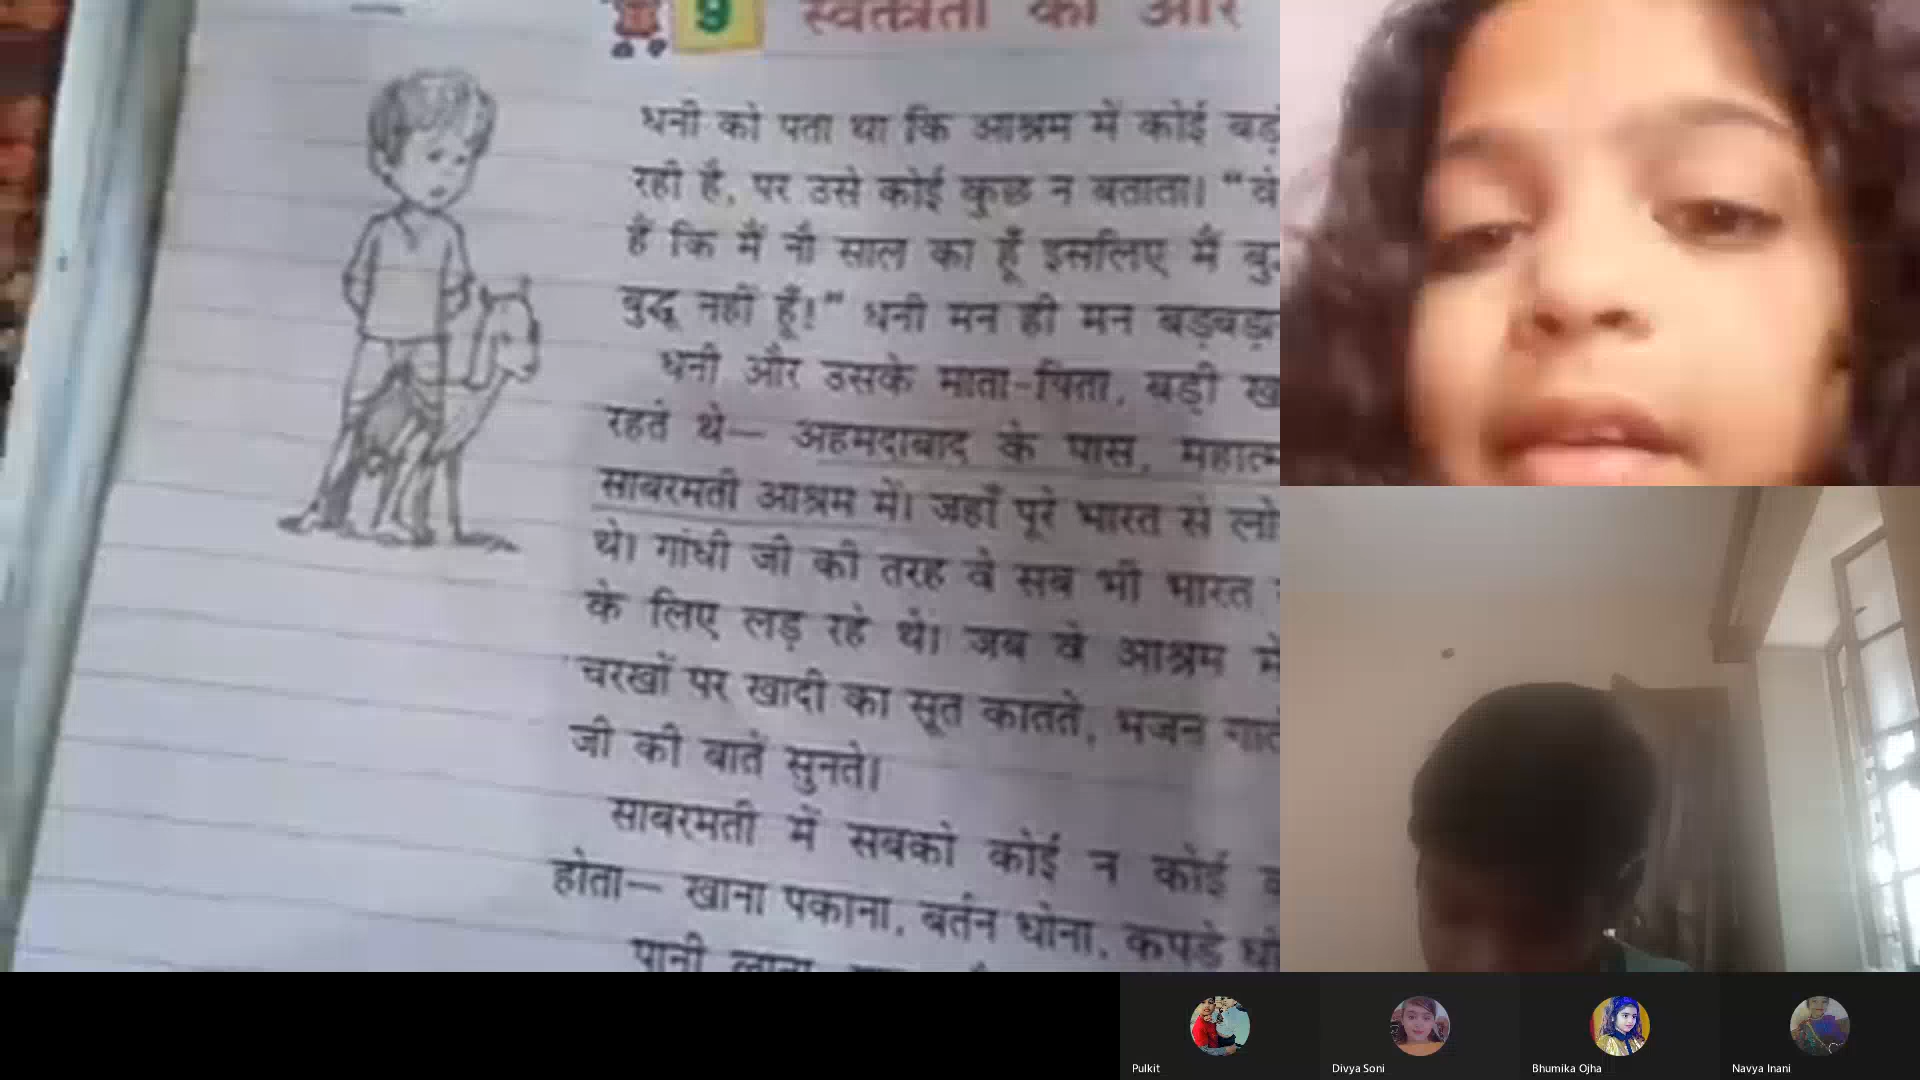 9 स्वतंत्रता की ओर
धनी को पता था कि आश्रम में कोई
रही है, पर उसे कोई कुछ न बताता। “वे
हैं कि मैं नौ साल का हूँ इसलिए मैं
बुद्धू नहीं हूँ!” धनी मन ही मन
धनी और उसके माता-पिता, बड़ी
रहते थे— अहमदाबाद के पास,
साबरमती आश्रम में। जहाँ पूरे भारत से
थे। गांधी जी की तरह वे सब भी भारत
के लिए लड़ रहे थे। जब वे आश्रम में
चरखों पर खादी का सूत कातते, भजन
जी की बातें सुनते।
साबरमती में सबको कोई न कोई
होता— खाना पकाना, बर्तन धोना, कपड़े
पानी लाना
Pulkit
Divya Soni
Bhumika Ojha
Navya Inani